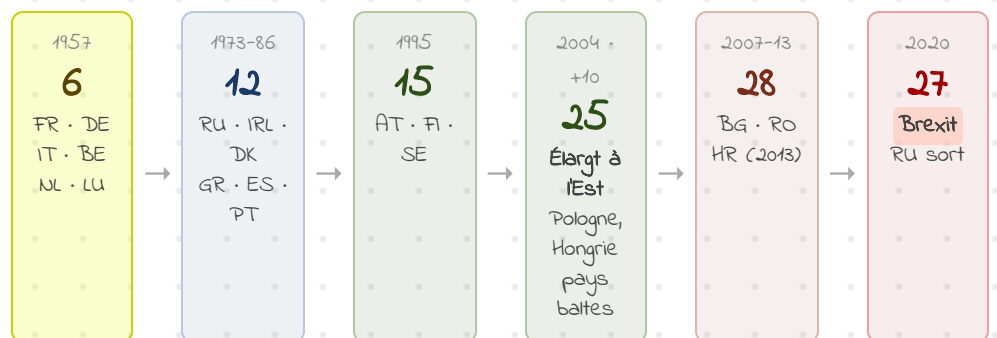 1957
6
FR · DE
IT · BE
NL · LU
1973-86
12
RU · IRL ·
DK
GR · ES ·
PT
1995
15
AT · FI ·
SE
2004 ·
+10
25
Élargt à
l'Est
Pologne,
Hongrie
pays
baltes
2007-13
28
BG · RO
HR (2013)
2020
27
Brexit
RU sort